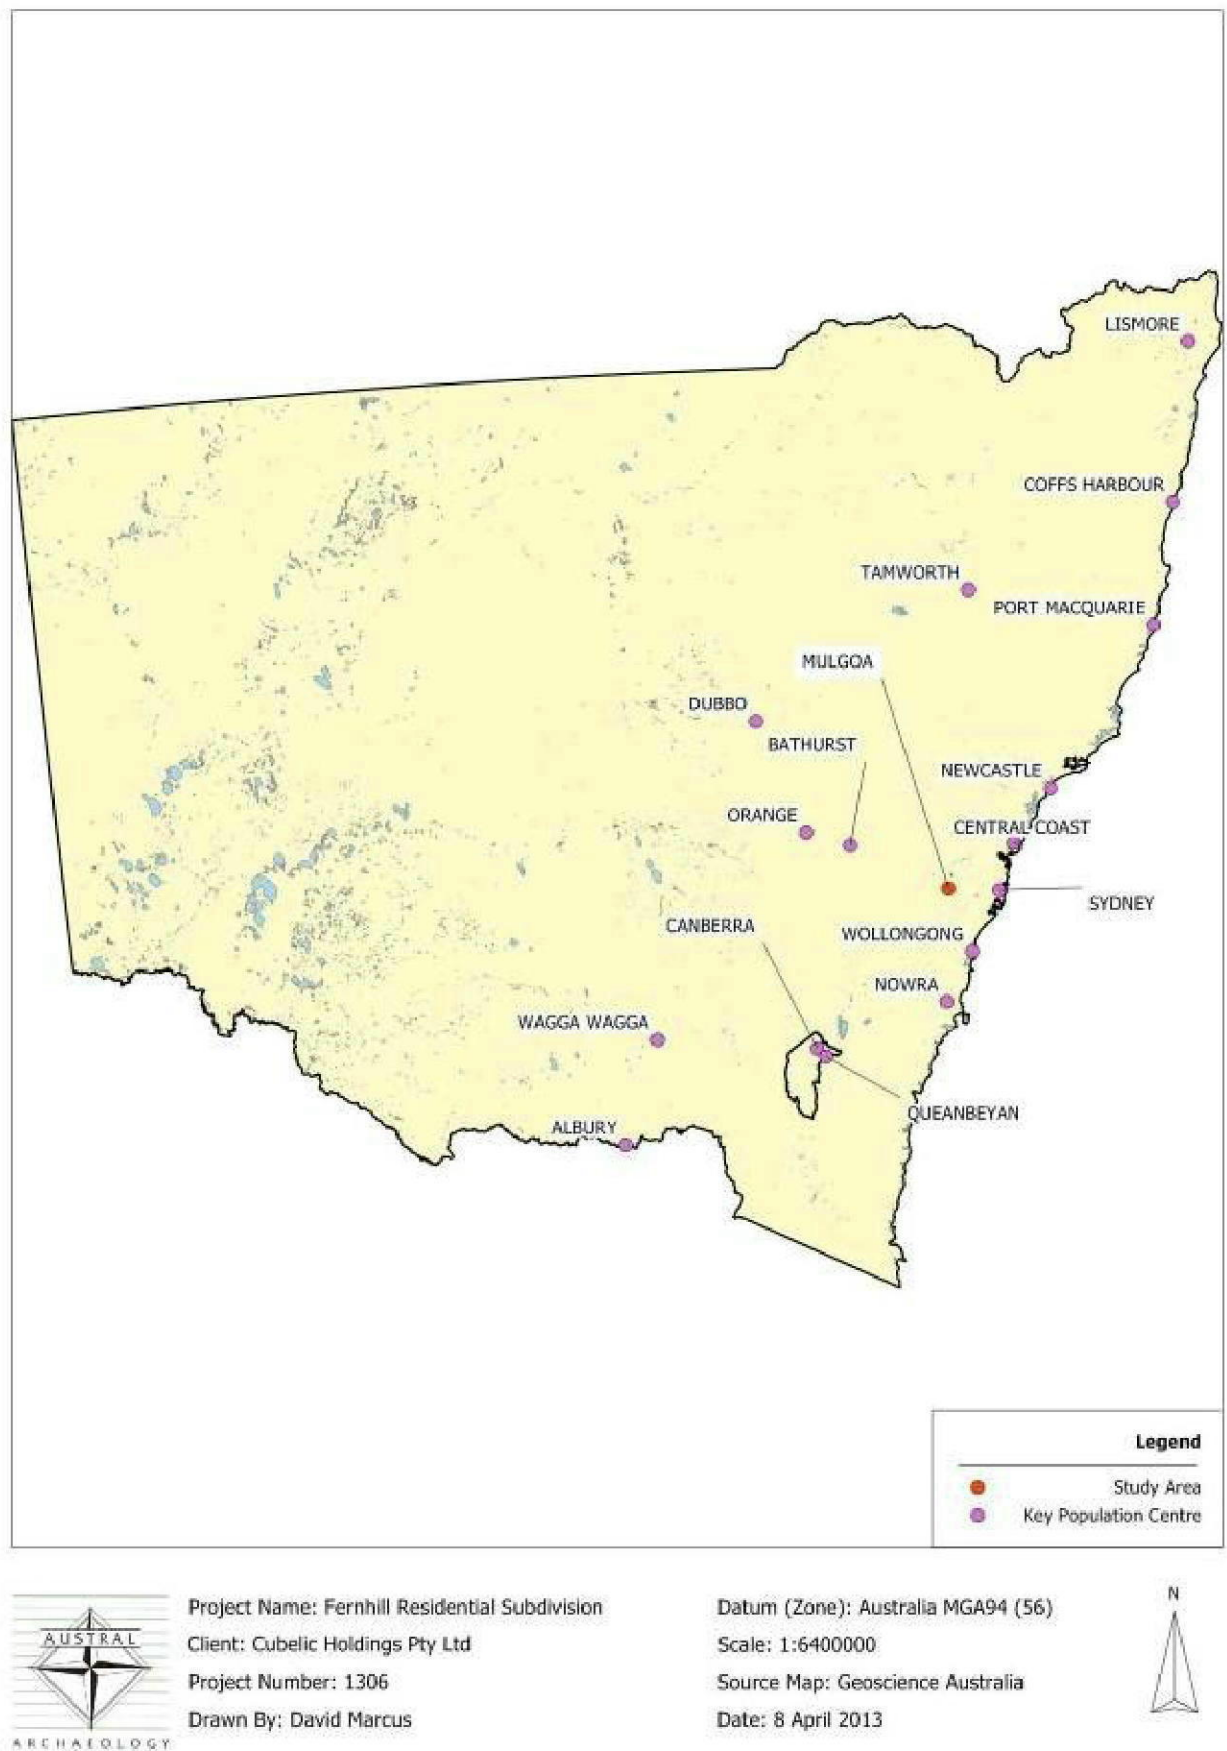 LISMORE
COFFS HARBOUR
TAMWORTH
PORT MACQUARIE
MULGOA
DUBBO
BATHURST
NEWCASTLE
ORANGE
CENTRAL COAST
SYDNEY
CANBERRA
WOLLONGONG
NOWRA
WAGGA WAGGA
QUEANBEYAN
ALBURY
Legend
Study Area
Key Population Centre
AUSTRAL
ARCHAEOLOGY
Project Name: Fernhill Residential Subdivision
Client: Cubelic Holdings Pty Ltd
Project Number: 1306
Drawn By: David Marcus
Datum (Zone): Australia MGA94 (56)
Scale: 1:6400000
Source Map: Geoscience Australia
Date: 8 April 2013
N